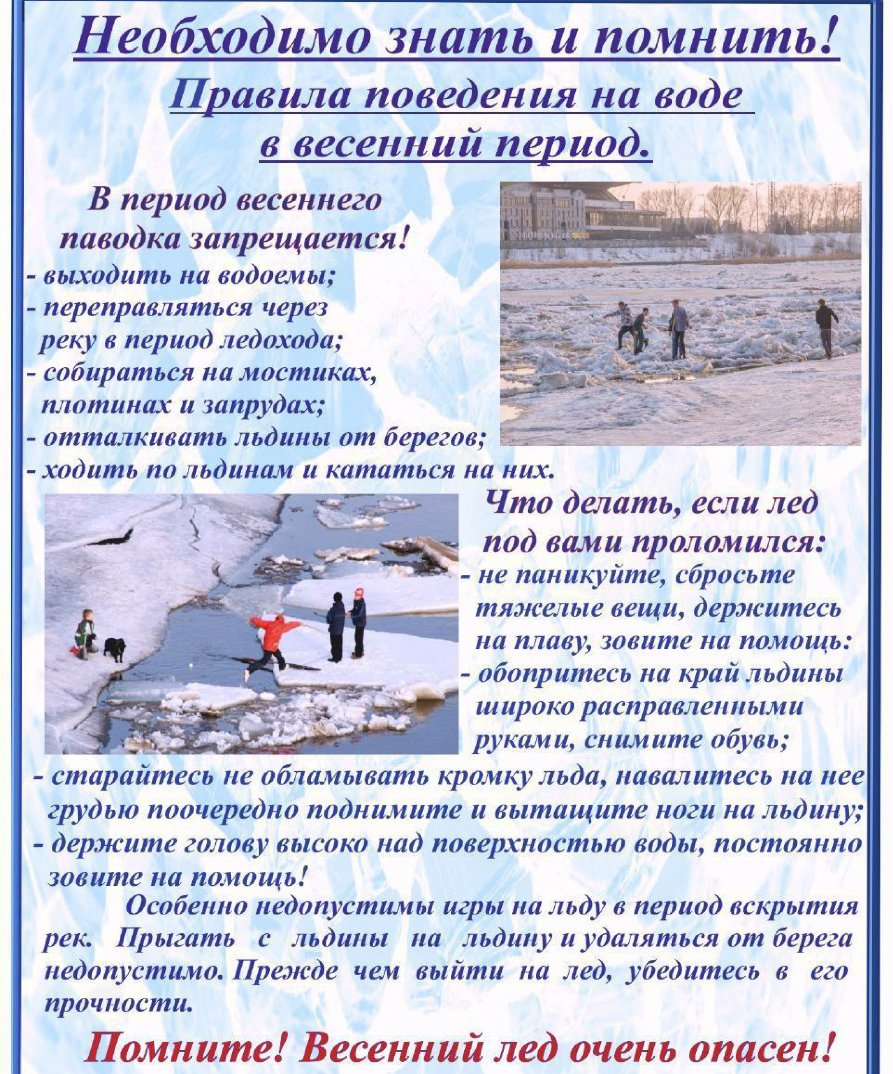 Необходимо знать и помнить!
Правила поведения на воде
в весенний период.
В период весеннего
паводка запрещается!
- выходить на водоемы;
- переправляться через
реку в период ледохода;
- собираться на мостиках,
плотинах и запрудах;
- отталкивать льдины от берегов;
- ходить по льдинам и кататься на них.
Что делать, если лед
под вами проломился:
- не паникуйте, сбросьте
тяжелые вещи, держитесь
на плаву, зовите на помощь:
- обопритесь на край льдины
широко расправленными
руками, снимите обувь;
- старайтесь не обламывать кромку льда, навалитесь на нее
грудью поочередно поднимите и вытащите ноги на льдину;
- держите голову высоко над поверхностью воды, постоянно
зовите на помощь!
Особенно недопустимы игры на льду в период вскрытия
рек. Прыгать с льдины на льдину и удаляться от берега
недопустимо. Прежде чем выйти на лед, убедитесь в его
прочности.
Помните! Весенний лед очень опасен!